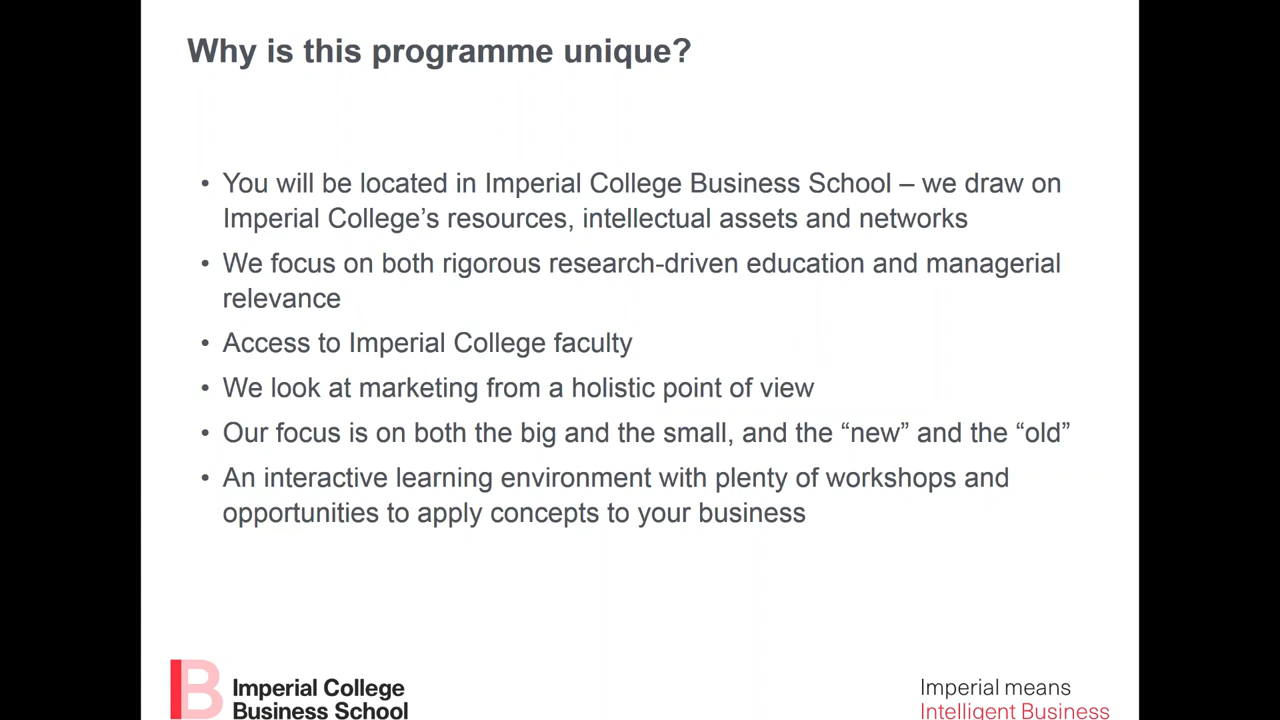 Why is this programme unique?
• You will be located in Imperial College Business School – we draw on
Imperial College’s resources, intellectual assets and networks
• We focus on both rigorous research-driven education and managerial
relevance
• Access to Imperial College faculty
• We look at marketing from a holistic point of view
• Our focus is on both the big and the small, and the “new” and the “old”
• An interactive learning environment with plenty of workshops and
opportunities to apply concepts to your business
B
Imperial College
Business School
Imperial means
Intelligent Business